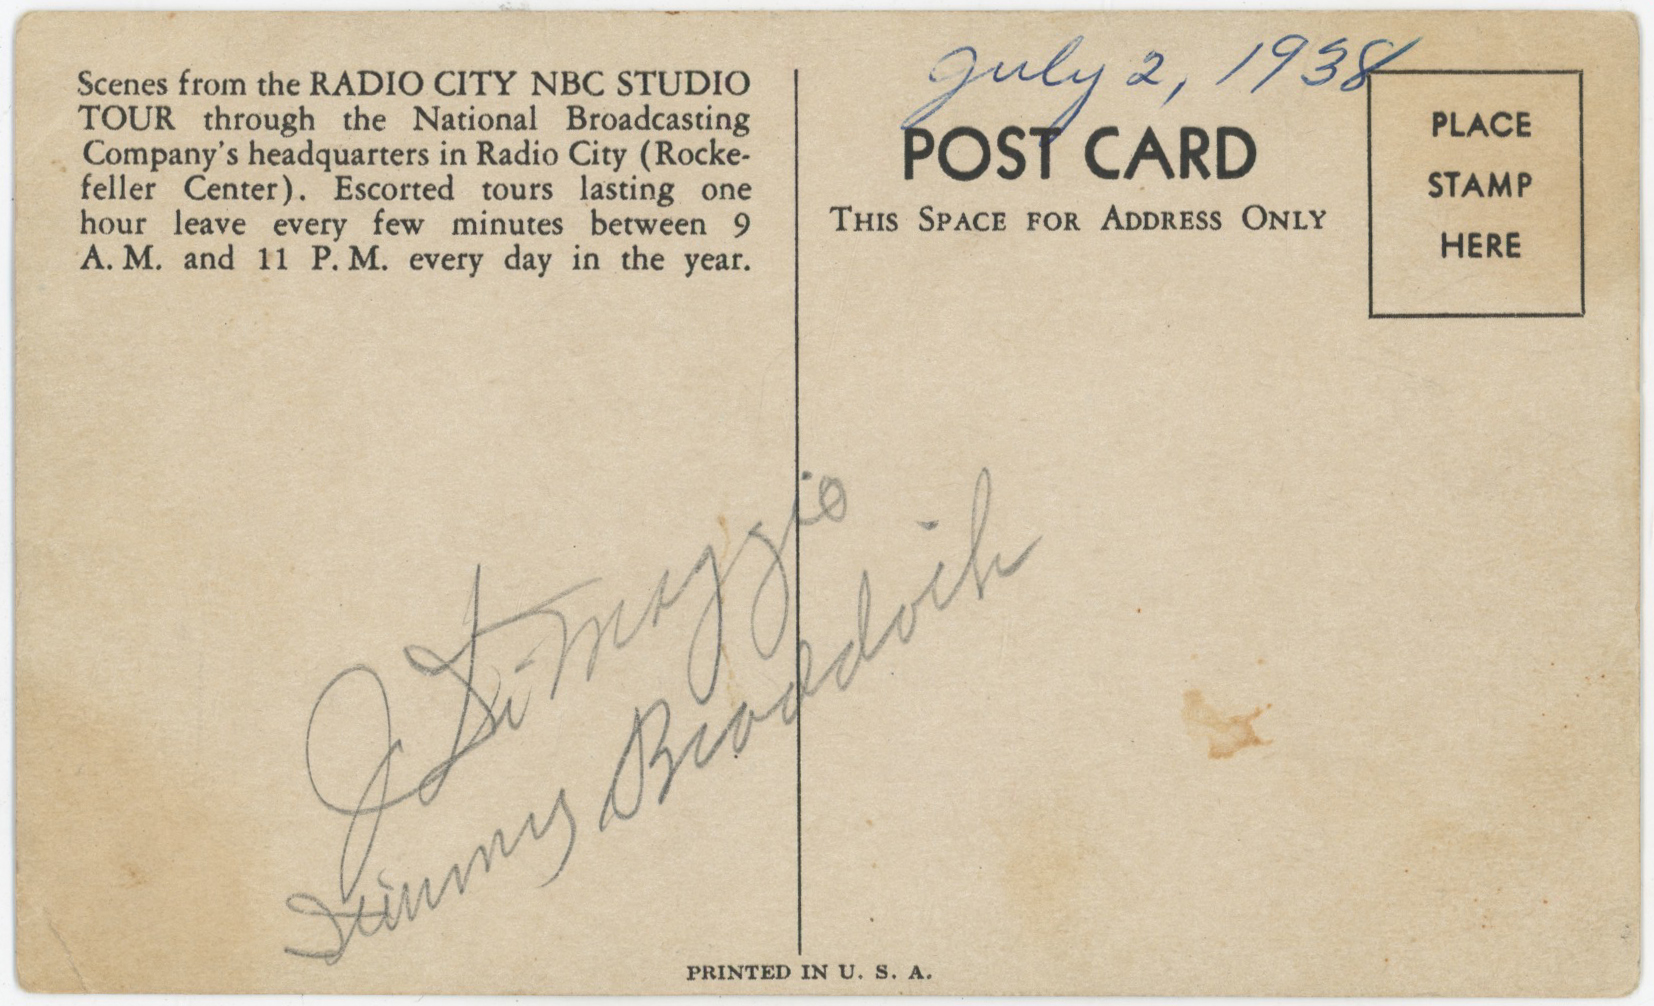 July 2, 1938
Scenes from the RADIO CITY NBC STUDIO
TOUR through the National Broadcasting
Company's headquarters in Radio City (Rocke-
feller Center). Escorted tours lasting one
hour leave every few minutes between 9
A. M. and 11 P. M. every day in the year.
POST CARD
THIS SPACE FOR ADDRESS ONLY
PLACE
STAMP
HERE
J Di-Maggio
Jimmy
PRINTED IN U. S. A.